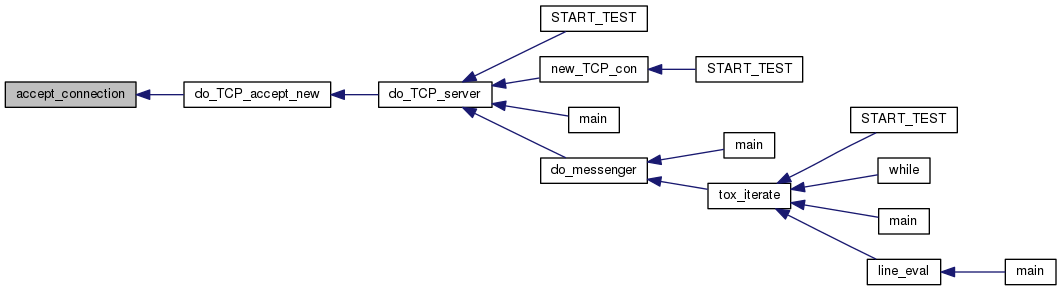 START_TEST
new_TCP_con
START_TEST
accept_connection
do_TCP_accept_new
do_TCP_server
main
START_TEST
main
do_messenger
while
tox_iterate
main
line_eval
main